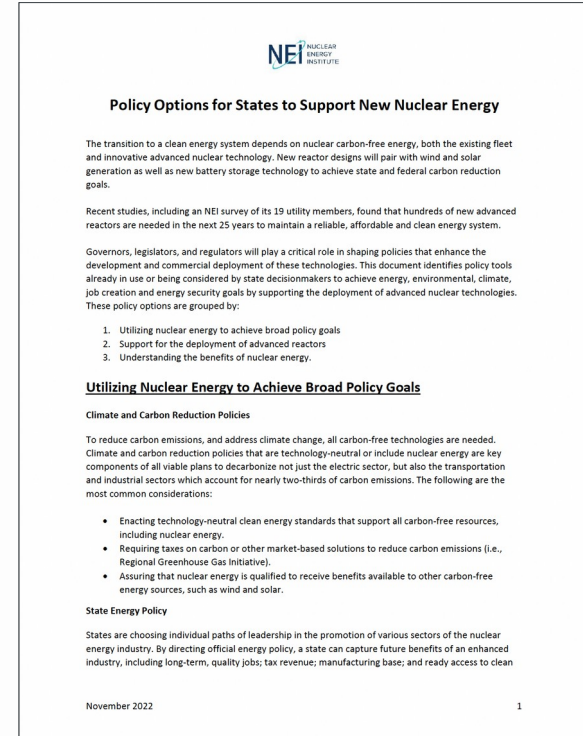 NEI NUCLEAR
ENERGY
INSTITUTE
Policy Options for States to Support New Nuclear Energy
The transition to a clean energy system depends on nuclear carbon-free energy, both the existing fleet
and innovative advanced nuclear technology. New reactor designs will pair with wind and solar
generation as well as new battery storage technology to achieve state and federal carbon reduction
goals.
Recent studies, including an NEI survey of its 19 utility members, found that hundreds of new advanced
reactors are needed in the next 25 years to maintain a reliable, affordable and clean energy system.
Governors, legislators, and regulators will play a critical role in shaping policies that enhance the
development and commercial deployment of these technologies. This document identifies policy tools
already in use or being considered by state decisionmakers to achieve energy, environmental, climate,
job creation and energy security goals by supporting the deployment of advanced nuclear technologies.
These policy options are grouped by:
1. Utilizing nuclear energy to achieve broad policy goals
2. Support for the deployment of advanced reactors
3. Understanding the benefits of nuclear energy.
Utilizing Nuclear Energy to Achieve Broad Policy Goals
Climate and Carbon Reduction Policies
To reduce carbon emissions, and address climate change, all carbon-free technologies are needed.
Climate and carbon reduction policies that are technology-neutral or include nuclear energy are key
components of all viable plans to decarbonize not just the electric sector, but also the transportation
and industrial sectors which account for nearly two-thirds of carbon emissions. The following are the
most common considerations:
• Enacting technology-neutral clean energy standards that support all carbon-free resources,
including nuclear energy.
• Requiring taxes on carbon or other market-based solutions to reduce carbon emissions (i.e.,
Regional Greenhouse Gas Initiative).
• Assuring that nuclear energy is qualified to receive benefits available to other carbon-free
energy sources, such as wind and solar.
State Energy Policy
States are choosing individual paths of leadership in the promotion of various sectors of the nuclear
energy industry. By directing official energy policy, a state can capture future benefits of an enhanced
industry, including long-term, quality jobs; tax revenue; manufacturing base; and ready access to clean
November 2022 1